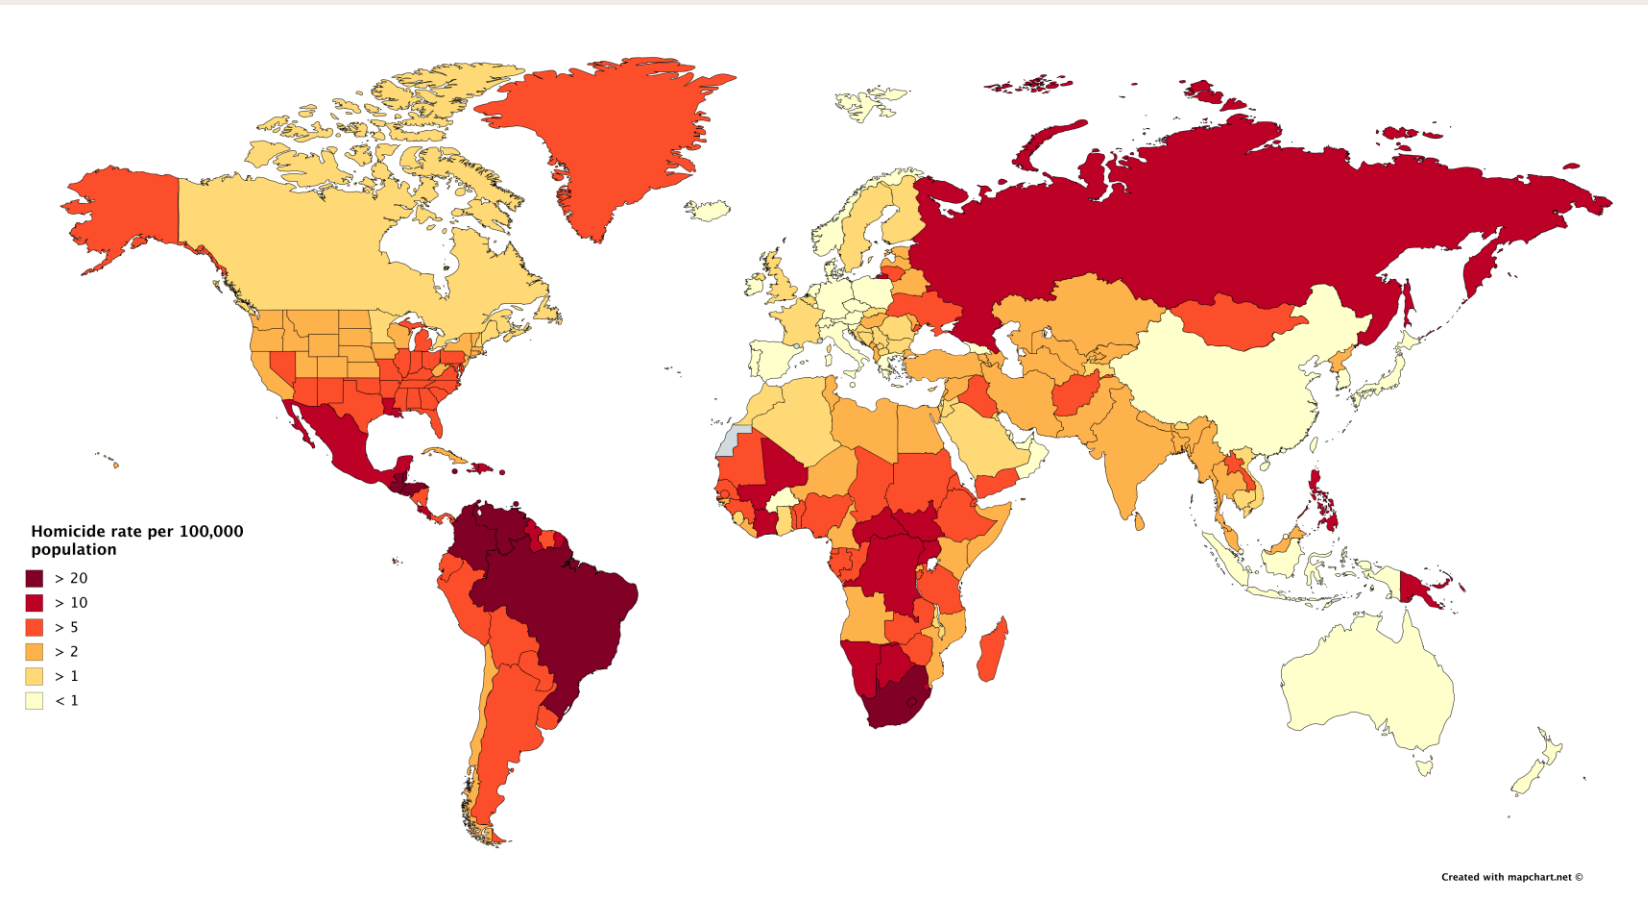 Homicide rate per 100,000
population
> 20
> 10
> 5
> 2
> 1
< 1
Created with mapchart.net ©